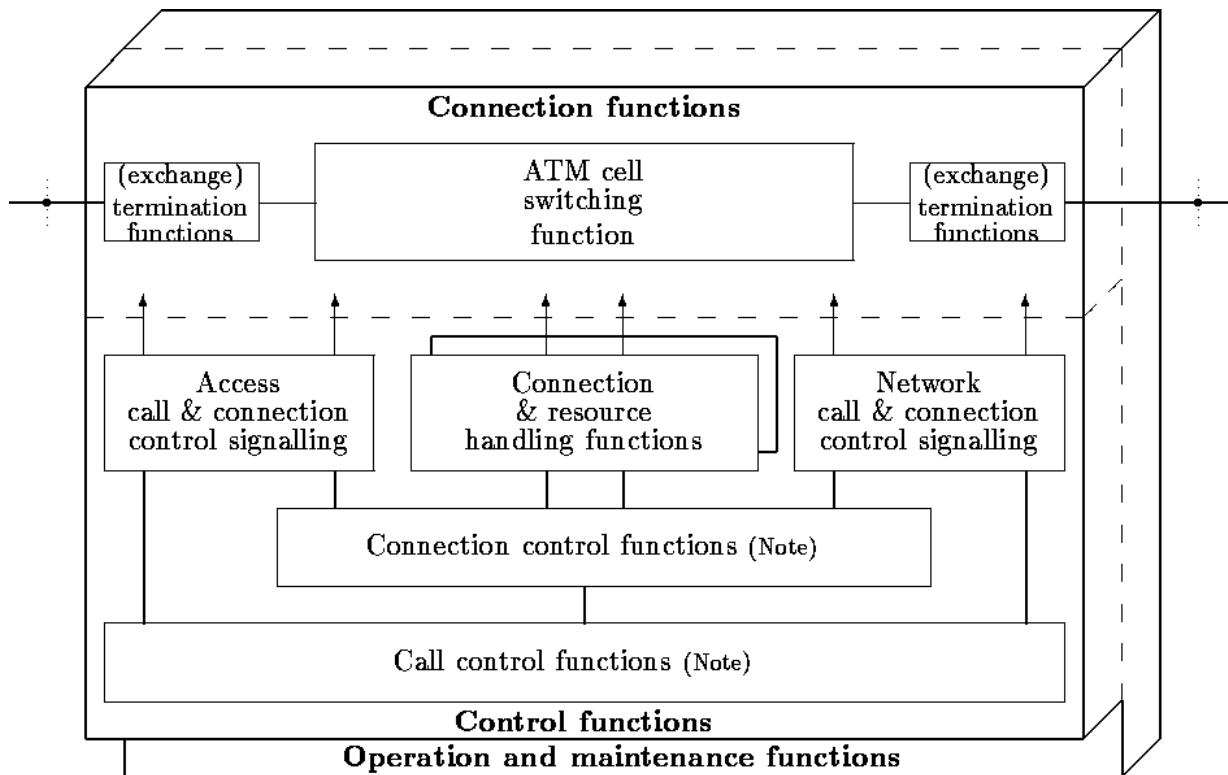 Connection functions
(exchange)
termination
functions
ATM cell
switching
function
(exchange)
termination
functions
Access
call & connection
control signalling
Connection
& resource
handling functions
Network
call & connection
control signalling
Connection control functions (Note)
Call control functions (Note)
Control functions
Operation and maintenance functions